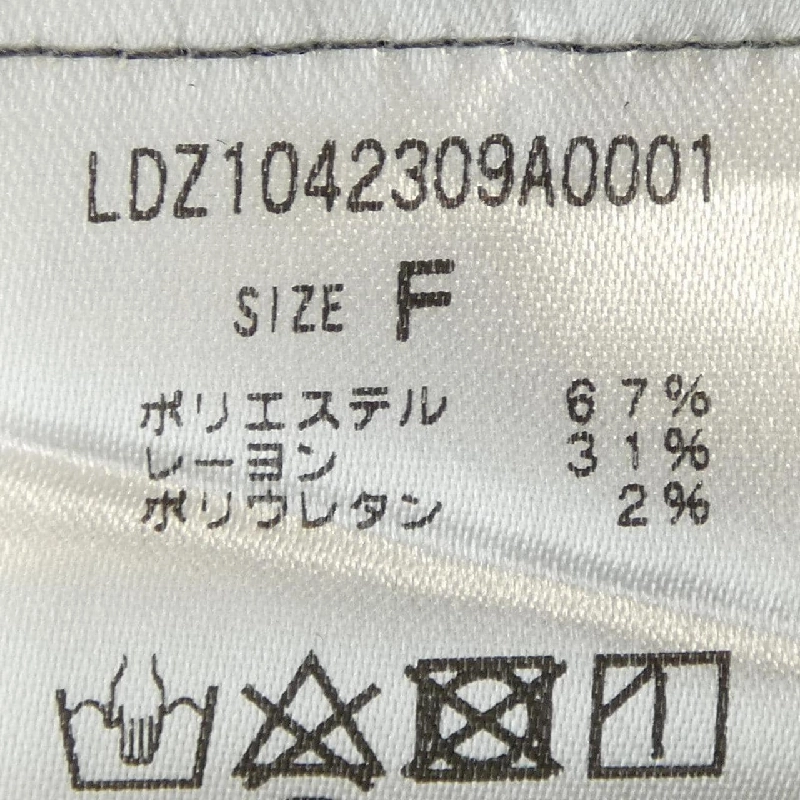 LDZ1042309A0001
SIZE F
ポリエステル 67%
レーヨン 31%
ポリウレタン 2%